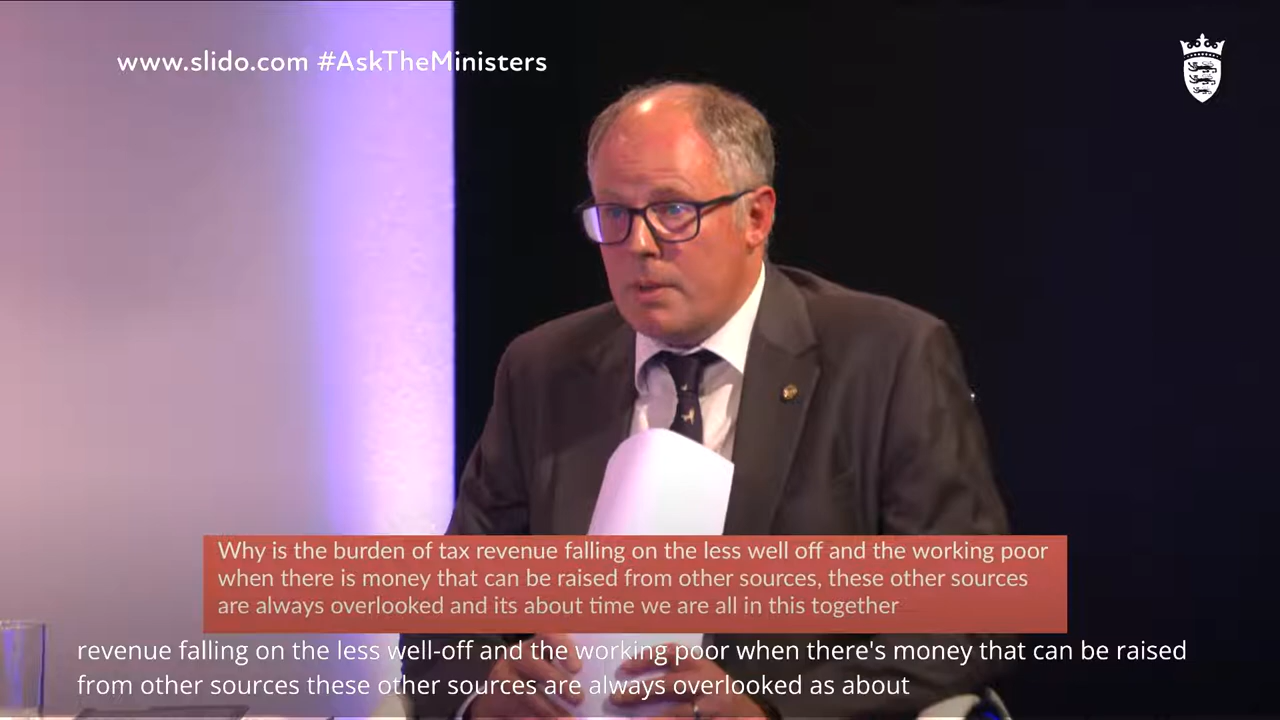 www.slido.com #AskTheMinisters
Why is the burden of tax revenue falling on the less well off and the working poor
when there is money that can be raised from other sources, these other sources
are always overlooked and its about time we are all in this together
revenue falling on the less well-off and the working poor when there's money that can be raised
from other sources these other sources are always overlooked as about